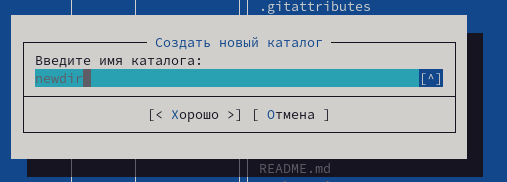 .gitattributes
Создать новый каталог
Введите имя каталога:
newdir [^]
[< Хорошо >] [ Отмена ]
README.md